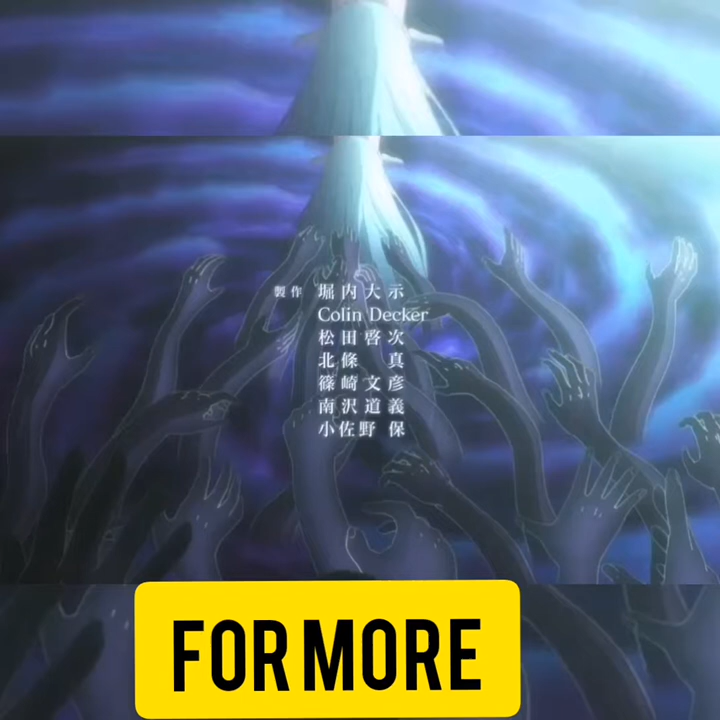 製作 堀内大示
Colin Decker
松田啓次
北條 真
篠崎文彦
南沢道義
小佐野 保
FOR MORE